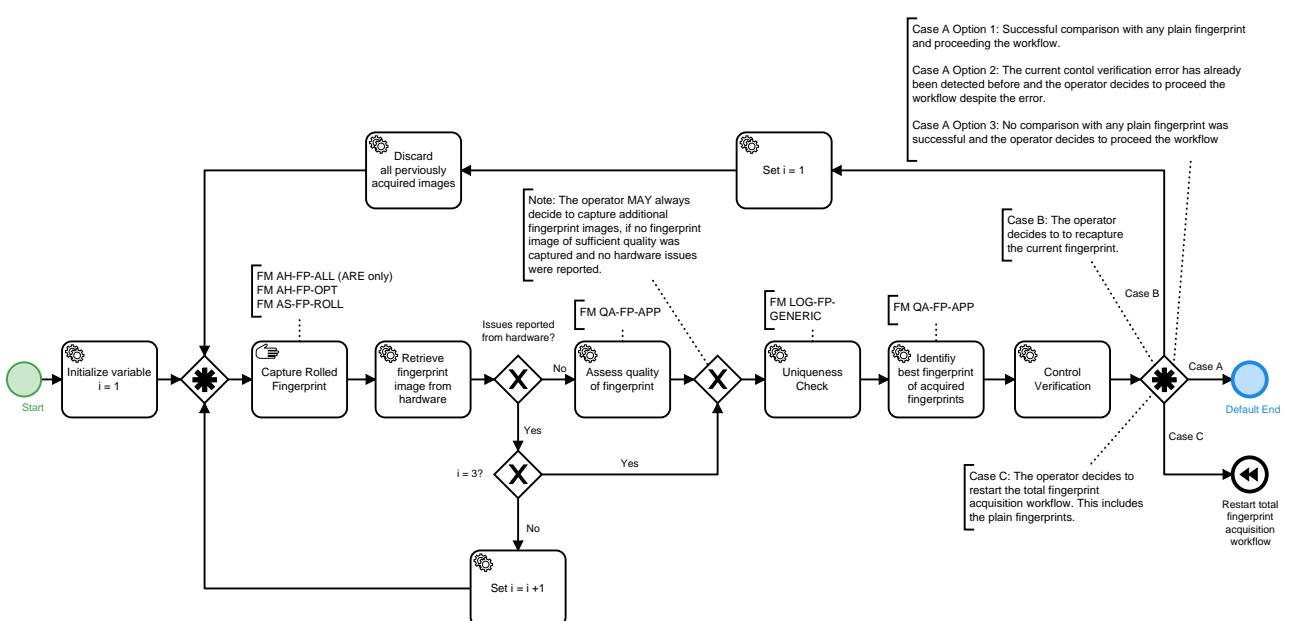 Case A Option 1: Successful comparison with any plain fingerprint
and proceeding the workflow.
Case A Option 2: The current contol verification error has already
been detected before and the operator decides to proceed the
workflow despite the error.
Case A Option 3: No comparison with any plain fingerprint was
successful and the operator decides to proceed the workflow
Discard
all perviously
acquired images
Set i = 1
Note: The operator MAY always
decide to capture additional
fingerprint images, if no fingerprint
image of sufficient quality was
captured and no hardware issues
were reported.
Case B: The operator
decides to to recapture
the current fingerprint.
FM AH-FP-ALL (ARE only)
FM AH-FP-OPT
FM AS-FP-ROLL
Issues reported
from hardware?
FM QA-FP-APP
FM LOG-FP-
GENERIC
FM QA-FP-APP
Case B
Start
Initialize variable
i = 1
Capture Rolled
Fingerprint
Retrieve
fingerprint
image from
hardware
No
Assess quality
of fingerprint
Uniqueness
Check
Identifiy
best fingerprint
of acquired
fingerprints
Control
Verification
Case A
Default End
Yes
Case C
i = 3?
Yes
Case C: The operator decides to
restart the total fingerprint
acquisition workflow. This includes
the plain fingerprints.
Restart total
fingerprint
acquisition
workflow
No
Set i = i +1